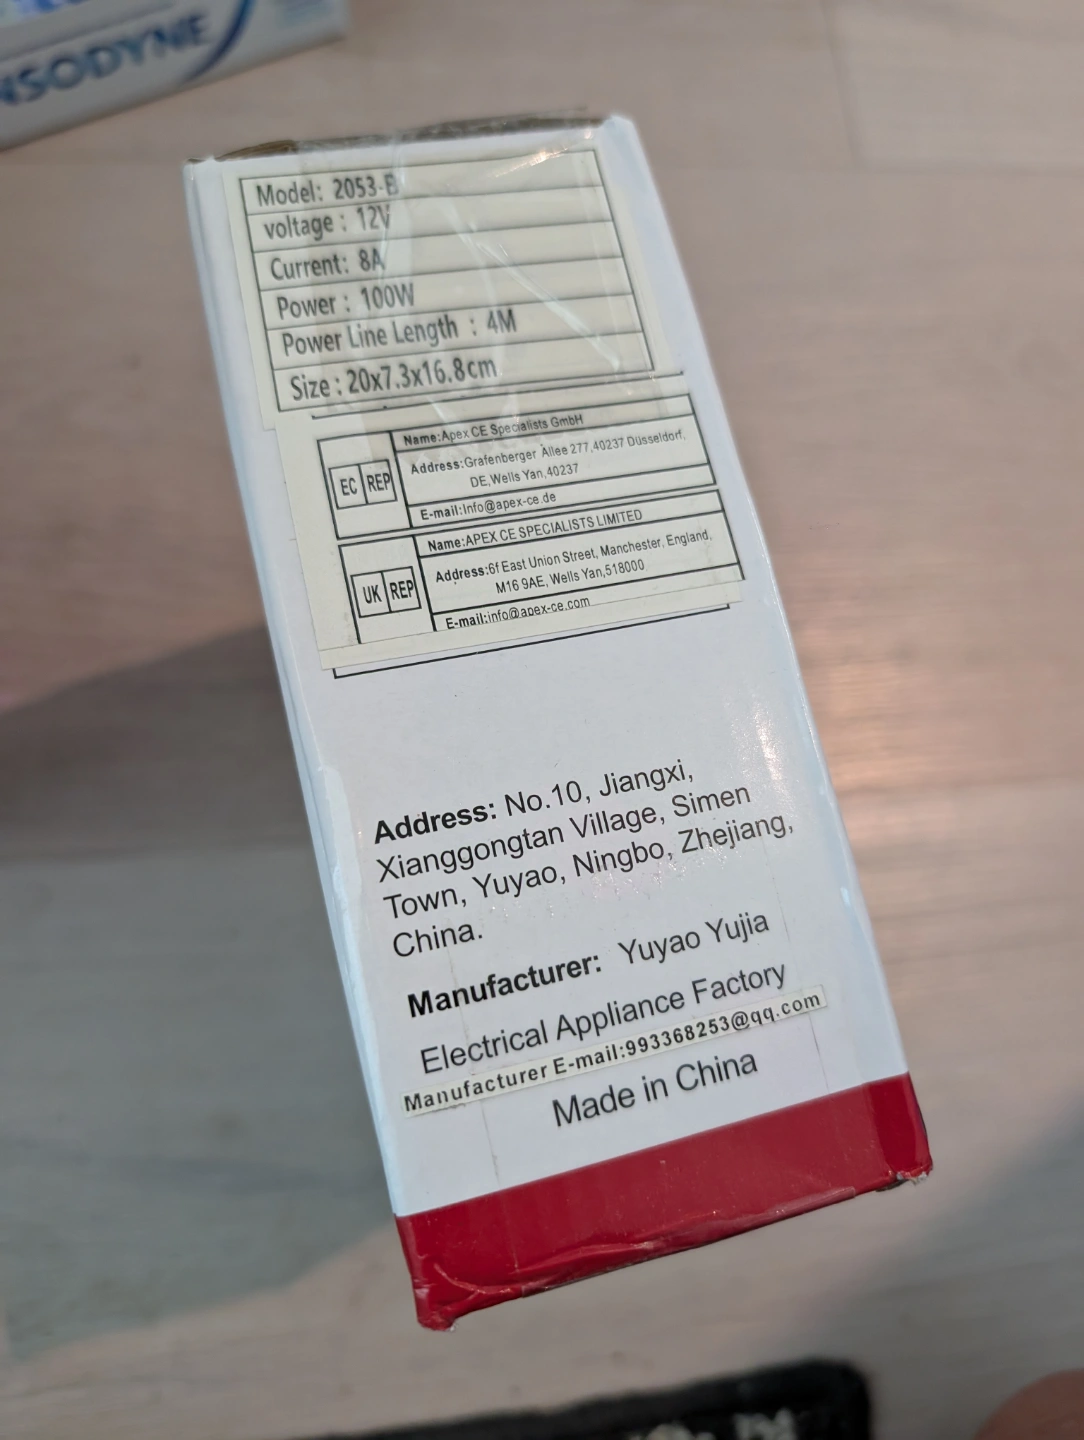 NSODYNE
Model: 2053-B
voltage : 12V
Current: 8A
Power : 100W
Power Line Length : 4M
Size : 20x7.3x16.8cm
EC REP
Name:Apex CE Specialists GmbH
Address:Grafenberger Allee 277,40237 Düsseldorf,
DE,Wells Yan,40237
E-mail:Info@apex-ce.de
UK REP
Name:APEX CE SPECIALISTS LIMITED
Address:6f East Union Street, Manchester, England,
M16 9AE, Wells Yan,518000
E-mail:info@apex-ce.com
Address: No.10, Jiangxi,
Xianggongtan Village, Simen
Town, Yuyao, Ningbo, Zhejiang,
China.
Manufacturer: Yuyao Yujia
Electrical Appliance Factory
Manufacturer E-mail:993368253@qq.com
Made in China